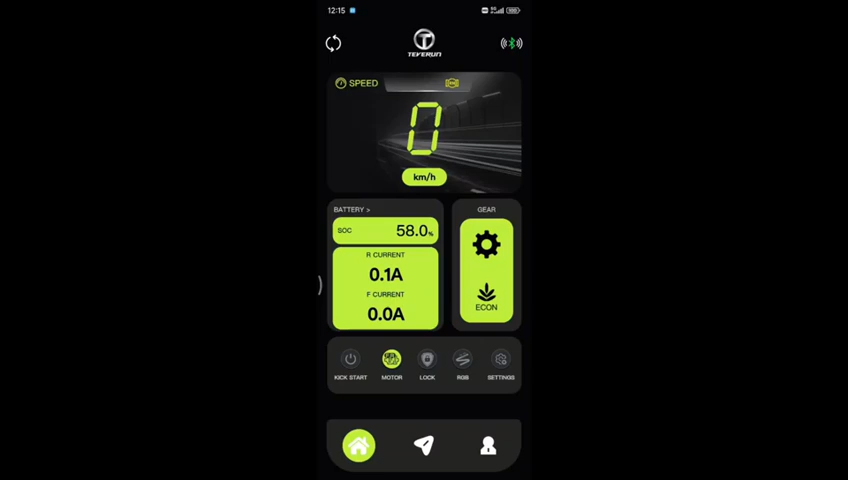 12:15
TEVERUN
SPEED
0
km/h
BATTERY >
GEAR
SOC
58.0%
R CURRENT
0.1A
F CURRENT
0.0A
ECON
KICK START
MOTOR
LOCK
RGB
SETTINGS